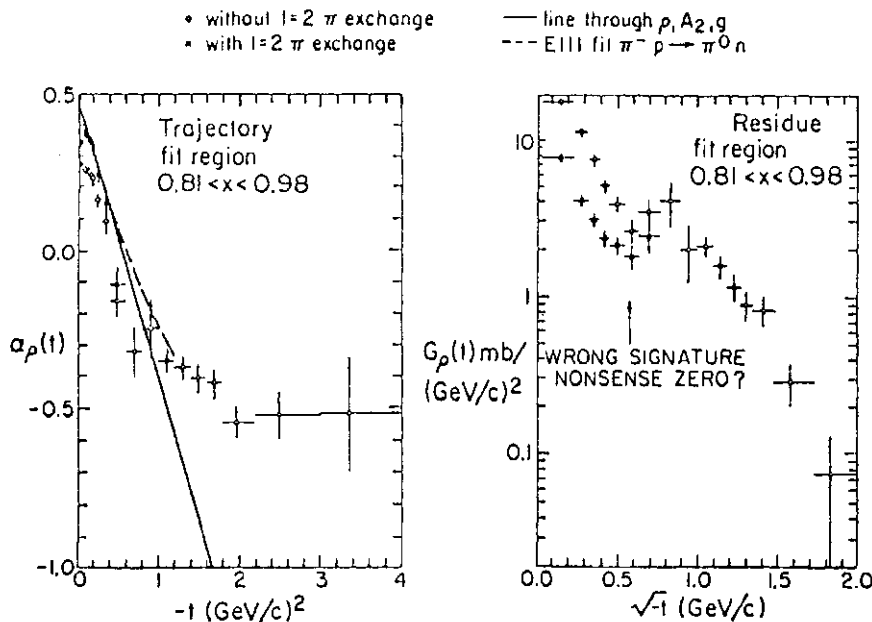 without I=2 π exchange
with I=2 π exchange
line through ρ, A₂, g
E111 fit π⁻ p → π⁰ n
0.5
0.0
-0.5
-1.0
α_ρ(t)
Trajectory
fit region
0.81 < x < 0.98
0 1 2 3 4
-t (GeV/c)²
10
1
0.1
G_ρ(t) mb/
(GeV/c)²
Residue
fit region
0.81 < x < 0.98
WRONG SIGNATURE
NONSENSE ZERO?
0.0 0.5 1.0 1.5 2.0
√-t (GeV/c)